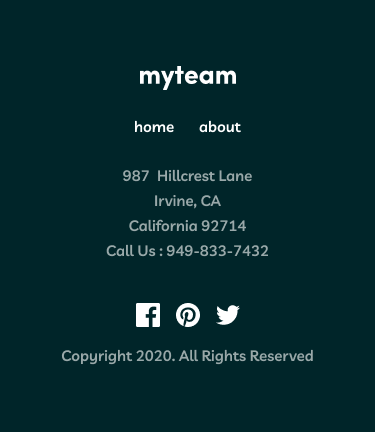 myteam
home about
987 Hillcrest Lane
Irvine, CA
California 92714
Call Us : 949-833-7432
Copyright 2020. All Rights Reserved